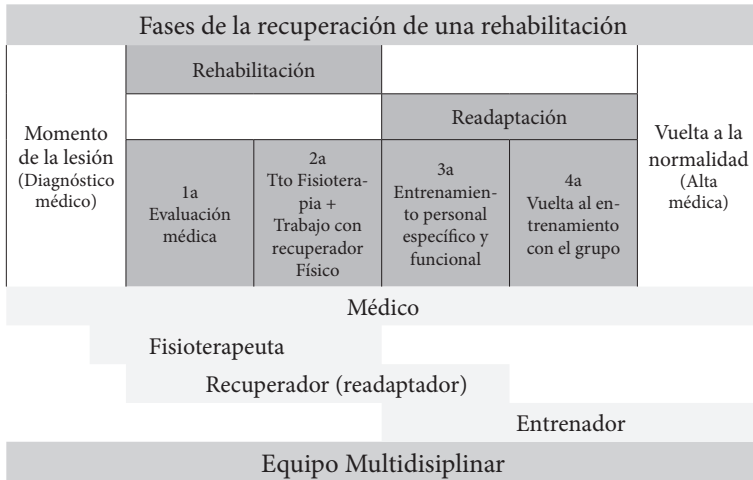 Fases de la recuperación de una rehabilitación
Momento
de la lesión
(Diagnóstico
médico)
Rehabilitación
Readaptación
1a
Evaluación
médica
2a
Tto Fisiotera-
pia +
Trabajo con
recuperador
Físico
3a
Entrenamien-
to personal
específico y
funcional
4a
Vuelta al en-
trenamiento
con el grupo
Vuelta a la
normalidad
(Alta
médica)
Médico
Fisioterapeuta
Recuperador (readaptador)
Entrenador
Equipo Multidisiplinar